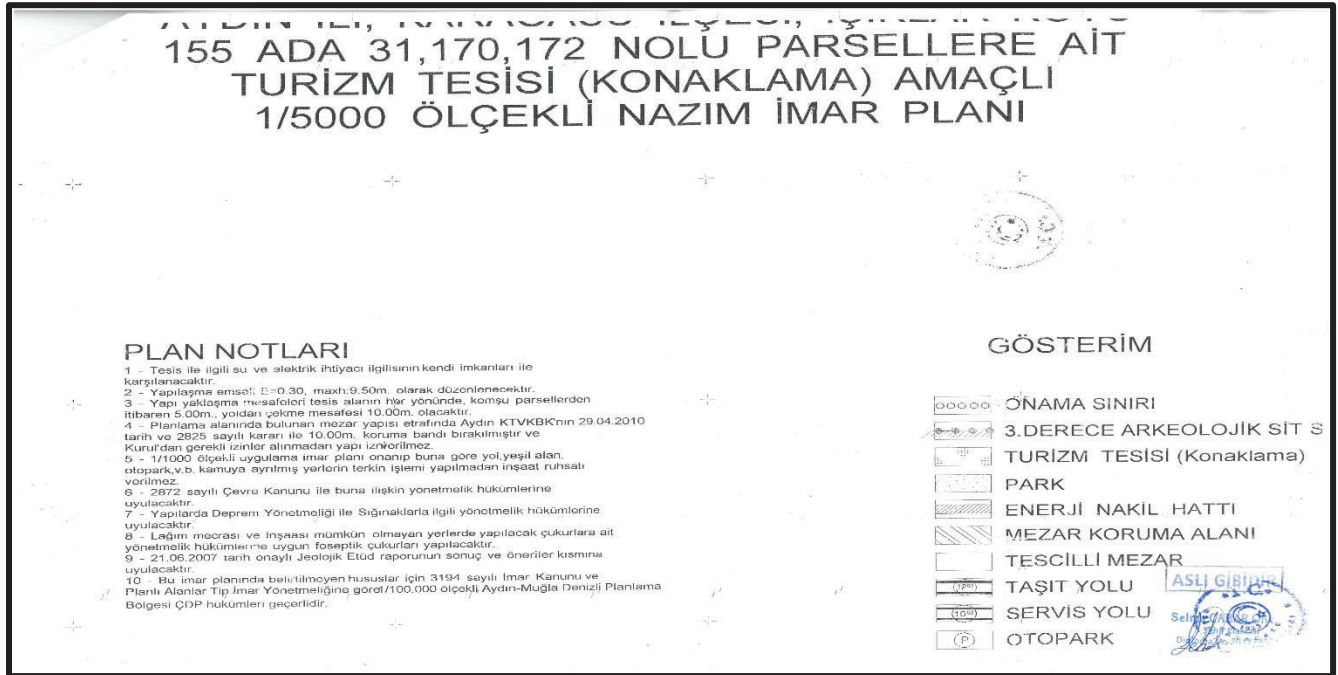 AYDIN İLİ, KARACASU İLÇESİ, IŞIKLAR KÖYÜ
155 ADA 31,170,172 NOLU PARSELLERE AİT
TURİZM TESİSİ (KONAKLAMA) AMAÇLI
1/5000 ÖLÇEKLİ NAZIM İMAR PLANI
PLAN NOTLARI
1 - Tesis ile ilgili su ve elektrik ihtiyacı ilgilisinin kendi imkanları ile
karşılanacaktır.
2 - Yapılaşma emsali E=0.30, maxh:9.50m. olarak düzenlenecektir.
3 - Yapı yaklaşma mesafeleri tesis alanın her yönünde, komşu parsellerden
itibaren 5.00m., yoldan çekme mesafesi 10.00m. olacaktır.
4 - Planlama alanında bulunan mezar yapısı etrafında Aydın KTVKBK'nın 29.04.2010
tarih ve 2825 sayılı kararı ile 10.00m. koruma bandı bırakılmıştır ve
Kurul'dan gerekli izinler alınmadan yapı izni verilmez.
5 - 1/1000 ölçekli uygulama imar planı onanıp buna göre yol,yeşil alan,
otopark,v.b. kamuya ayrılmış yerlerin terkin işlemi yapılmadan inşaat ruhsatı
verilmez.
6 - 2872 sayılı Çevre Kanunu ile buna ilişkin yönetmelik hükümlerine
uyulacaktır.
7 - Yapılarda Deprem Yönetmeliği ile Sığınaklarla ilgili yönetmelik hükümlerine
uyulacaktır.
8 - Lağım mecrası ve İnşaası mümkün olmayan yerlerde yapılacak çukurlara ait
yönetmelik hükümlerine uygun foseptik çukurları yapılacaktır.
9 - 21.06.2007 tarih onaylı Jeolojik Etüd raporunun sonuç ve öneriler kısmına
uyulacaktır.
10 - Bu imar planında belirtilmeyen hususlar için 3194 sayılı İmar Kanunu ve
Planlı Alanlar Tip İmar Yönetmeliğine göre1/100.000 ölçekli Aydın-Muğla Denizli Planlama
Bölgesi ÇDP hükümleri geçerlidir.
GÖSTERİM
ONAMA SINIRI
3.DERECE ARKEOLOJİK SİT S
TURİZM TESİSİ (Konaklama)
PARK
ENERJİ NAKİL HATTI
MEZAR KORUMA ALANI
TESCİLLİ MEZAR
TAŞIT YOLU
SERVİS YOLU
P OTOPARK
ASLI GİBİDİR